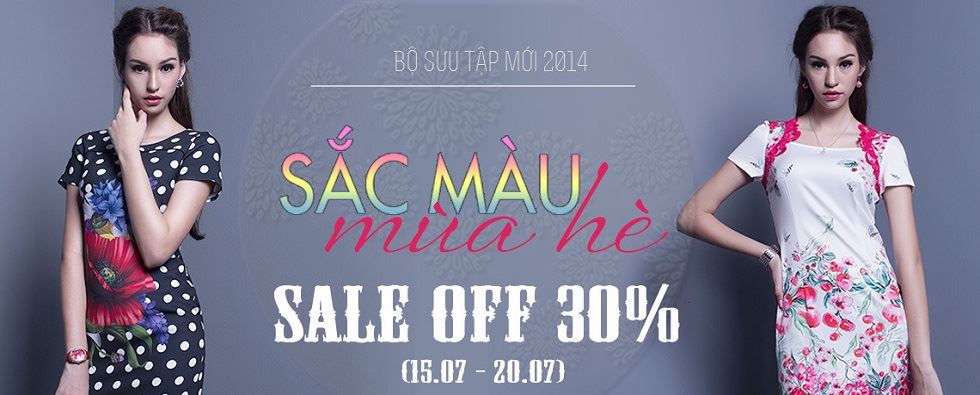 BỘ SƯU TẬP MỚI 2014
SẮC MÀU
mùa hè
SALE OFF 30%
(15.07 - 20.07)